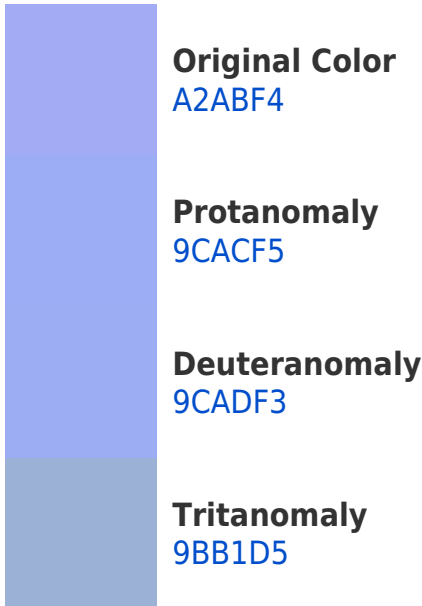 Original Color
A2ABF4
Protanomaly
9CACF5
Deuteranomaly
9CADF3
Tritanomaly
9BB1D5